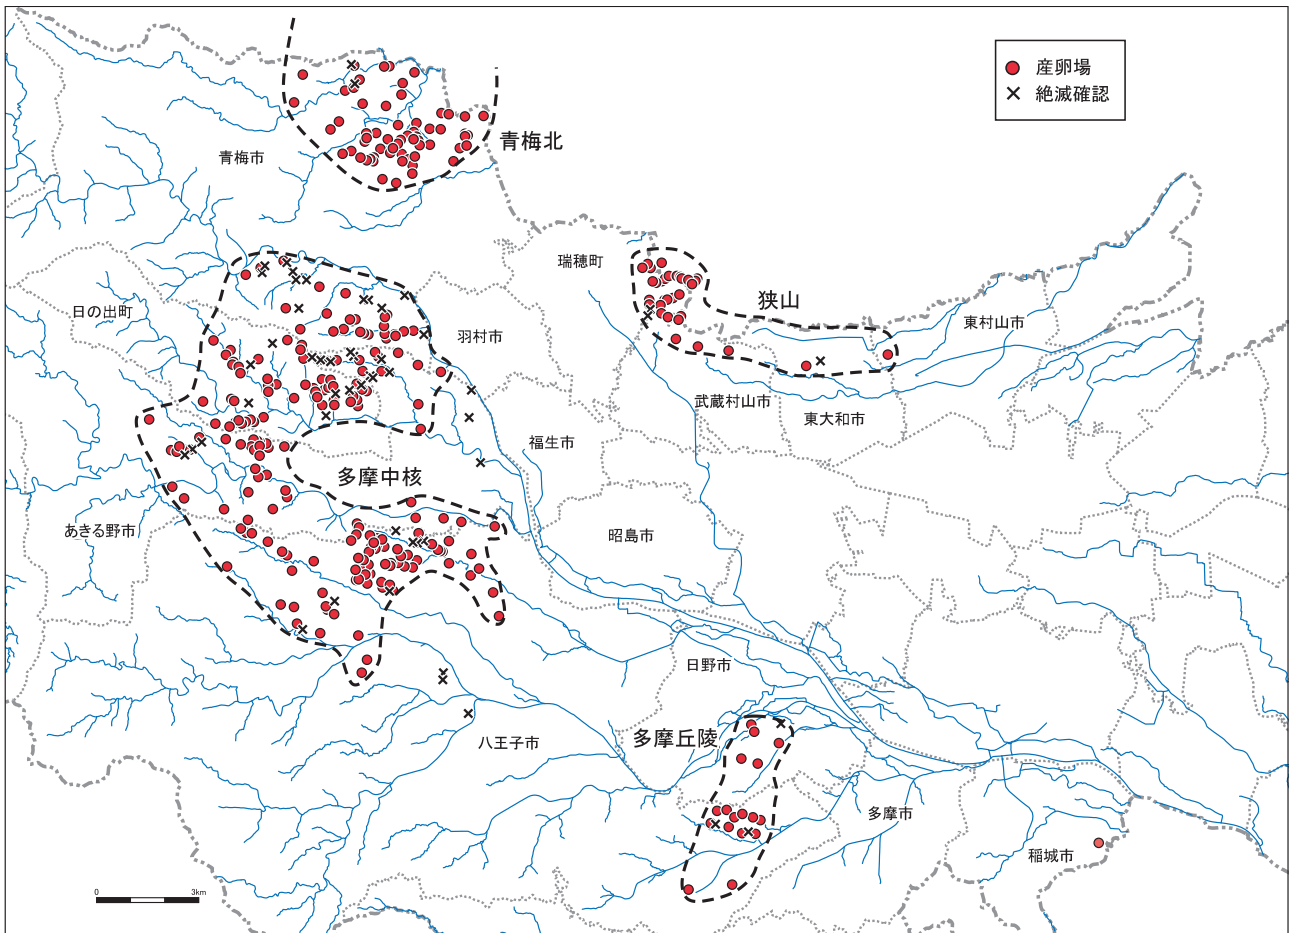 産卵場
絶滅確認
青梅北
青梅市
瑞穂町
狭山
日の出町
羽村市
東村山市
武蔵村山市
東大和市
福生市
多摩中核
あきる野市
昭島市
日野市
多摩丘陵
八王子市
多摩市
稲城市
0
3km